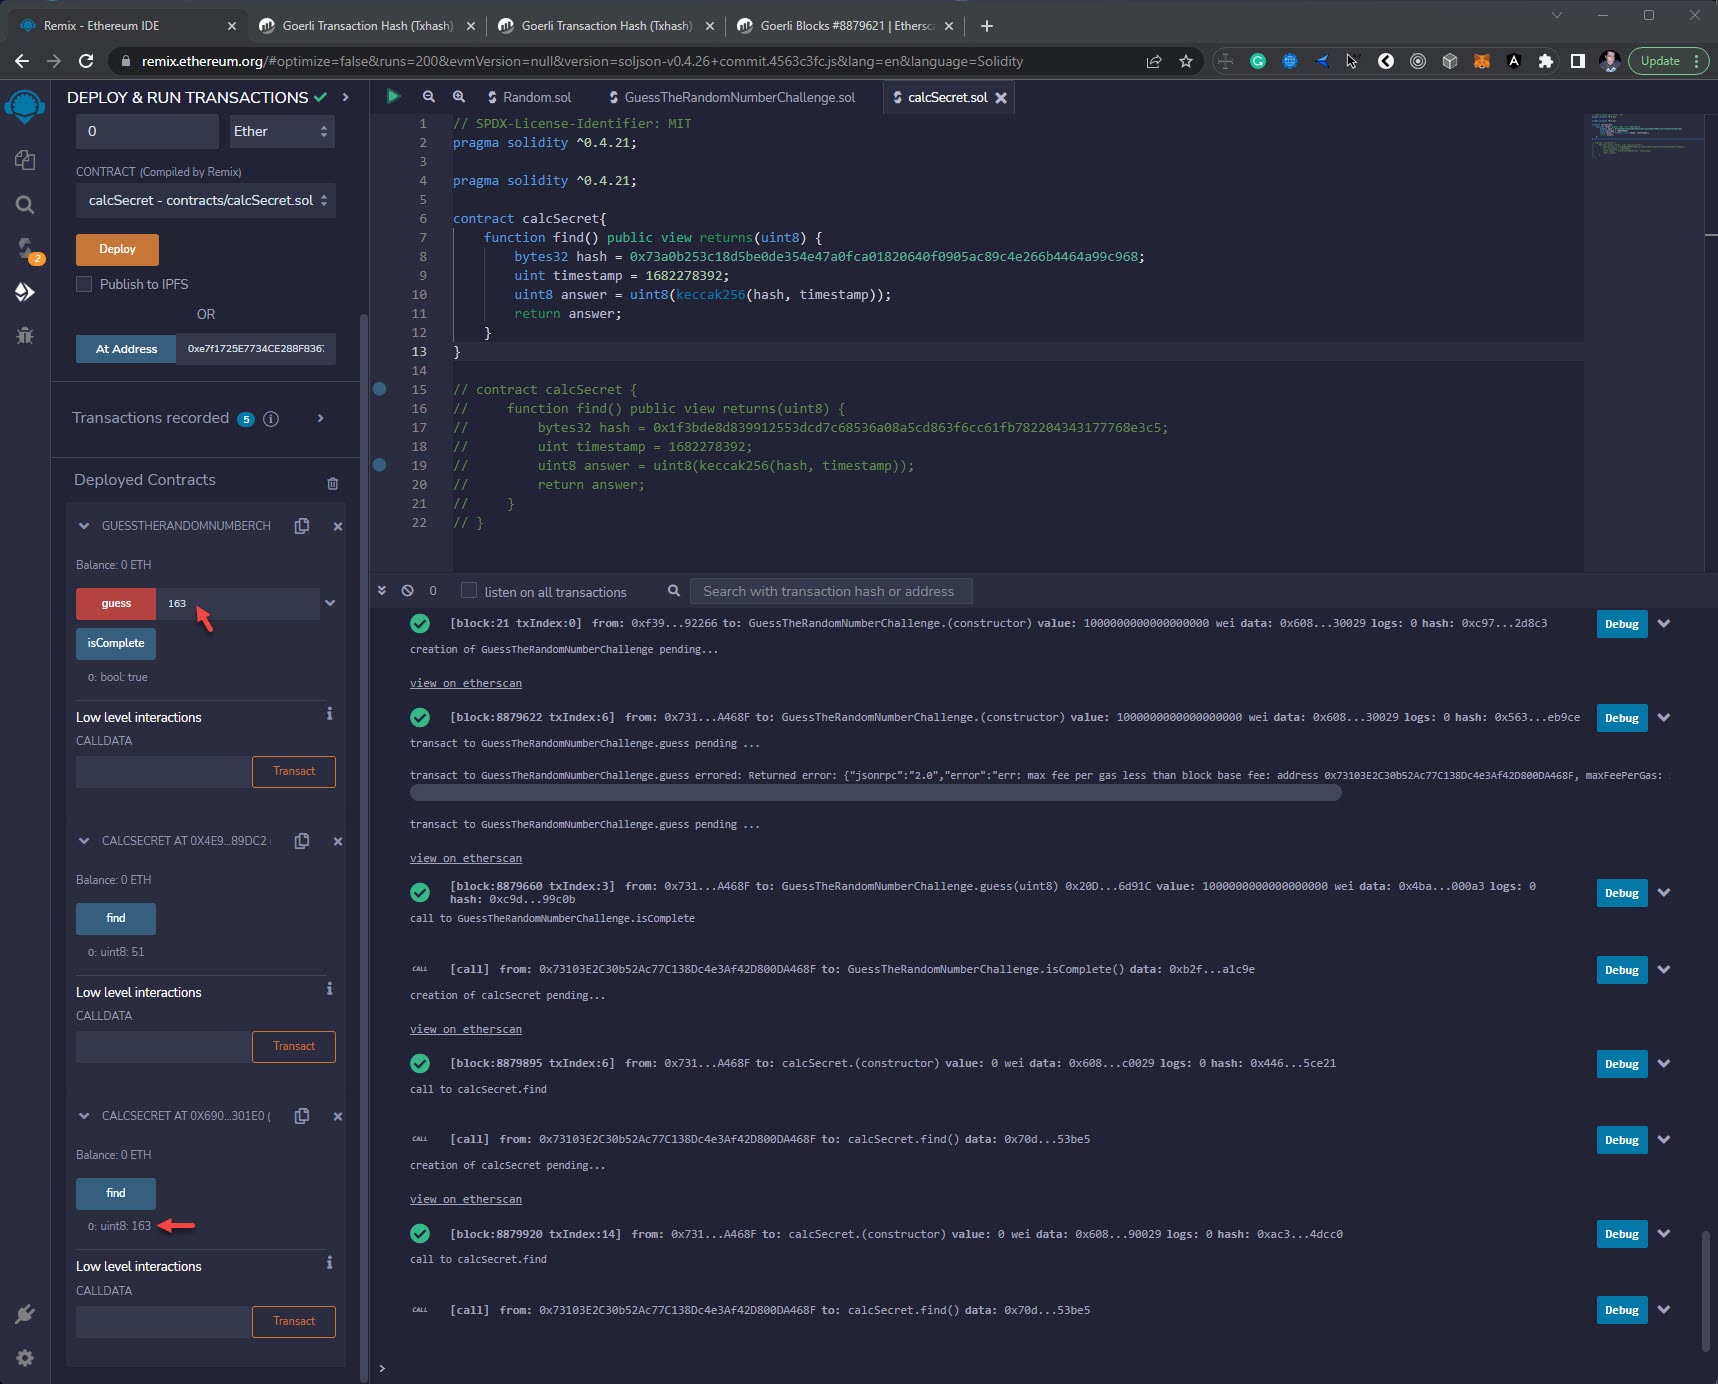 Remix - Ethereum IDE
Goerli Transaction Hash (Txhash)
Goerli Transaction Hash (Txhash)
Goerli Blocks #8879621 | Ethersc
remix.ethereum.org/#optimize=false&runs=200&evmVersion=null&version=soljson-v0.4.26+commit.4563c3fc.js&lang=en&language=Solidity
Update
DEPLOY & RUN TRANSACTIONS
0
Ether
CONTRACT (Compiled by Remix)
calcSecret - contracts/calcSecret.sol
Deploy
Publish to IPFS
OR
At Address
0xe7f1725E7734CE288F8367
2
Transactions recorded 5
Deployed Contracts
GUESSTHERANDOMNUMBERCH
Balance: 0 ETH
guess
163
isComplete
0: bool: true
Low level interactions
CALLDATA
Transact
CALCSECRET AT 0X4E9...89DC2 (
Balance: 0 ETH
find
0: uint8: 51
Low level interactions
CALLDATA
Transact
CALCSECRET AT 0X690...301E0 (
Balance: 0 ETH
find
0: uint8: 163
Low level interactions
CALLDATA
Transact
Random.sol
GuessTheRandomNumberChallenge.sol
calcSecret.sol
1 // SPDX-License-Identifier: MIT
2 pragma solidity ^0.4.21;
3
4 pragma solidity ^0.4.21;
5
6 contract calcSecret{
7 function find() public view returns(uint8) {
8 bytes32 hash = 0x73a0b253c18d5be0de354e47a0fca01820640f0905ac89c4e266b4464a99c968;
9 uint timestamp = 1682278392;
10 uint8 answer = uint8(keccak256(hash, timestamp));
11 return answer;
12 }
13 }
14
15 // contract calcSecret {
16 // function find() public view returns(uint8) {
17 // bytes32 hash = 0x1f3bde8d839912553dcd7c68536a08a5cd863f6cc61fb782204343177768e3c5;
18 // uint timestamp = 1682278392;
19 // uint8 answer = uint8(keccak256(hash, timestamp));
20 // return answer;
21 // }
22 // }
0
listen on all transactions
Search with transaction hash or address
[block:21 txIndex:0] from: 0xf39...92266 to: GuessTheRandomNumberChallenge.(constructor) value: 1000000000000000000 wei data: 0x608...30029 logs: 0 hash: 0xc97...2d8c3
Debug
creation of GuessTheRandomNumberChallenge pending...
view on etherscan
[block:8879622 txIndex:6] from: 0x731...A468F to: GuessTheRandomNumberChallenge.(constructor) value: 1000000000000000000 wei data: 0x608...30029 logs: 0 hash: 0x563...eb9ce
Debug
transact to GuessTheRandomNumberChallenge.guess pending ...
transact to GuessTheRandomNumberChallenge.guess errored: Returned error: {"jsonrpc":"2.0","error":"err: max fee per gas less than block base fee: address 0x73103E2C30b52Ac77C138Dc4e3Af42D800DA468F, maxFeePerGas:
transact to GuessTheRandomNumberChallenge.guess pending ...
view on etherscan
[block:8879660 txIndex:3] from: 0x731...A468F to: GuessTheRandomNumberChallenge.guess(uint8) 0x20D...6d91C value: 1000000000000000000 wei data: 0x4ba...000a3 logs: 0
hash: 0xc9d...99c0b
Debug
call to GuessTheRandomNumberChallenge.isComplete
CALL [call] from: 0x73103E2C30b52Ac77C138Dc4e3Af42D800DA468F to: GuessTheRandomNumberChallenge.isComplete() data: 0xb2f...a1c9e
Debug
creation of calcSecret pending...
view on etherscan
[block:8879895 txIndex:6] from: 0x731...A468F to: calcSecret.(constructor) value: 0 wei data: 0x608...c0029 logs: 0 hash: 0x446...5ce21
Debug
call to calcSecret.find
CALL [call] from: 0x73103E2C30b52Ac77C138Dc4e3Af42D800DA468F to: calcSecret.find() data: 0x70d...53be5
Debug
creation of calcSecret pending...
view on etherscan
[block:8879920 txIndex:14] from: 0x731...A468F to: calcSecret.(constructor) value: 0 wei data: 0x608...90029 logs: 0 hash: 0xac3...4dcc0
Debug
call to calcSecret.find
CALL [call] from: 0x73103E2C30b52Ac77C138Dc4e3Af42D800DA468F to: calcSecret.find() data: 0x70d...53be5
Debug
>